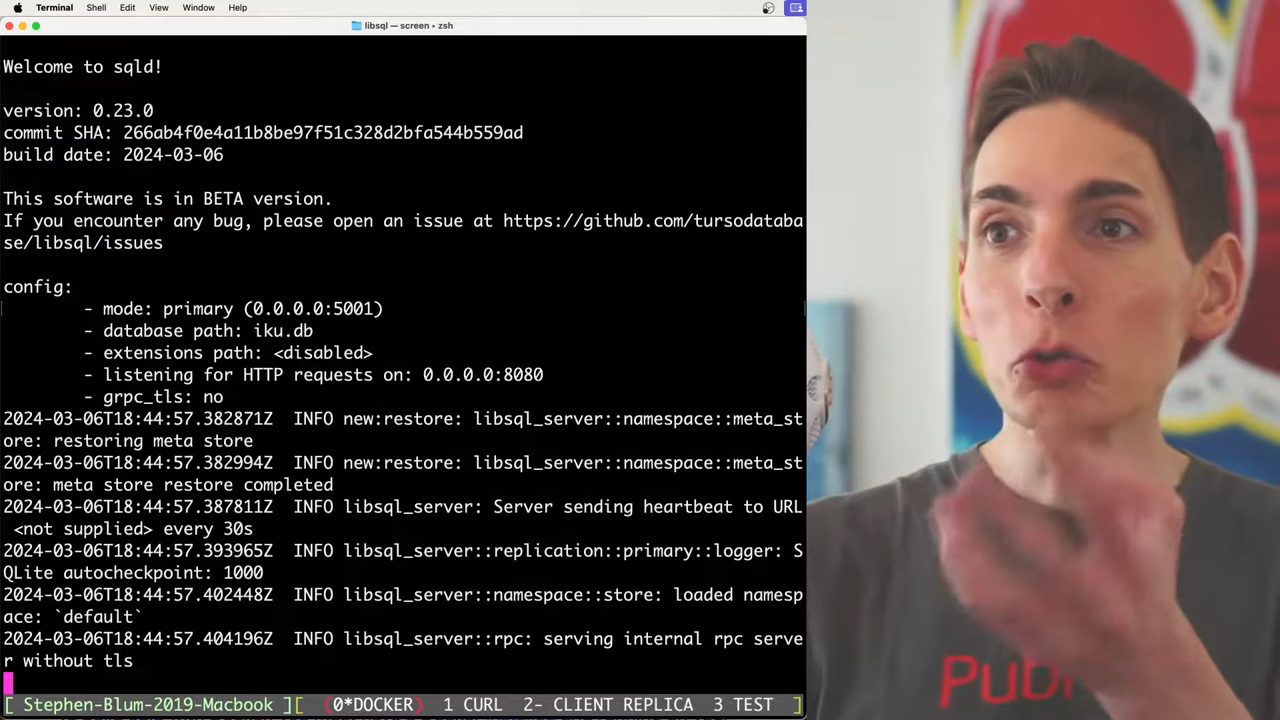 Terminal Shell Edit View Window Help
libsql — screen • zsh
Welcome to sqld!
version: 0.23.0
commit SHA: 266ab4f0e4a11b8be97f51c328d2bfa544b559ad
build date: 2024-03-06
This software is in BETA version.
If you encounter any bug, please open an issue at https://github.com/tursodataba
se/libsql/issues
config:
- mode: primary (0.0.0.0:5001)
- database path: iku.db
- extensions path: <disabled>
- listening for HTTP requests on: 0.0.0.0:8080
- grpc_tls: no
2024-03-06T18:44:57.382871Z  INFO new:restore: libsql_server::namespace::meta_st
ore: restoring meta store
2024-03-06T18:44:57.382994Z  INFO new:restore: libsql_server::namespace::meta_st
ore: meta store restore completed
2024-03-06T18:44:57.387811Z  INFO libsql_server: Server sending heartbeat to URL
<not supplied> every 30s
2024-03-06T18:44:57.393965Z  INFO libsql_server::replication::primary::logger: S
QLite autocheckpoint: 1000
2024-03-06T18:44:57.402448Z  INFO libsql_server::namespace::store: loaded namesp
ace: `default`
2024-03-06T18:44:57.404196Z  INFO libsql_server::rpc: serving internal rpc serve
r without tls
[ Stephen-Blum-2019-Macbook ][ (0*DOCKER) 1 CURL 2- CLIENT REPLICA 3 TEST ]